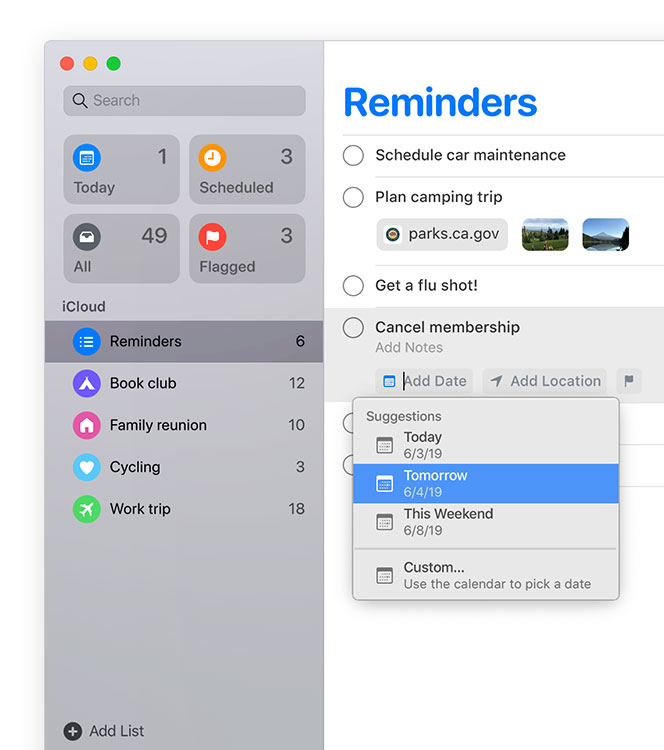 Search
1
Today
3
Scheduled
49
All
3
Flagged
iCloud
Reminders 6
Book club 12
Family reunion 10
Cycling 3
Work trip 18
Add List
Reminders
Schedule car maintenance
Plan camping trip
parks.ca.gov
Get a flu shot!
Cancel membership
Add Notes
Add Date Add Location
Suggestions
Today
6/3/19
Tomorrow
6/4/19
This Weekend
6/8/19
Custom...
Use the calendar to pick a date